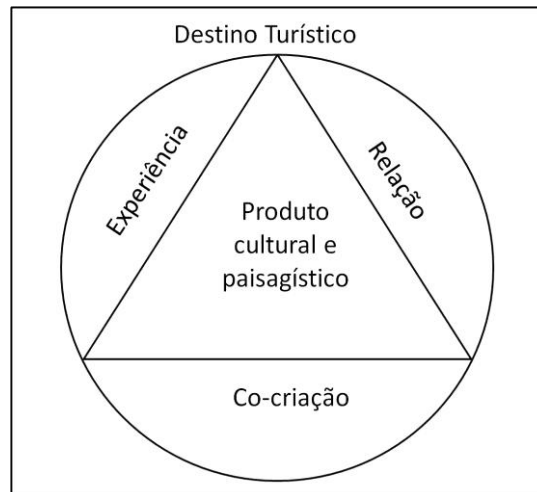 Destino Turístico
Experiência
Relação
Produto
cultural e
paisagístico
Co-criação